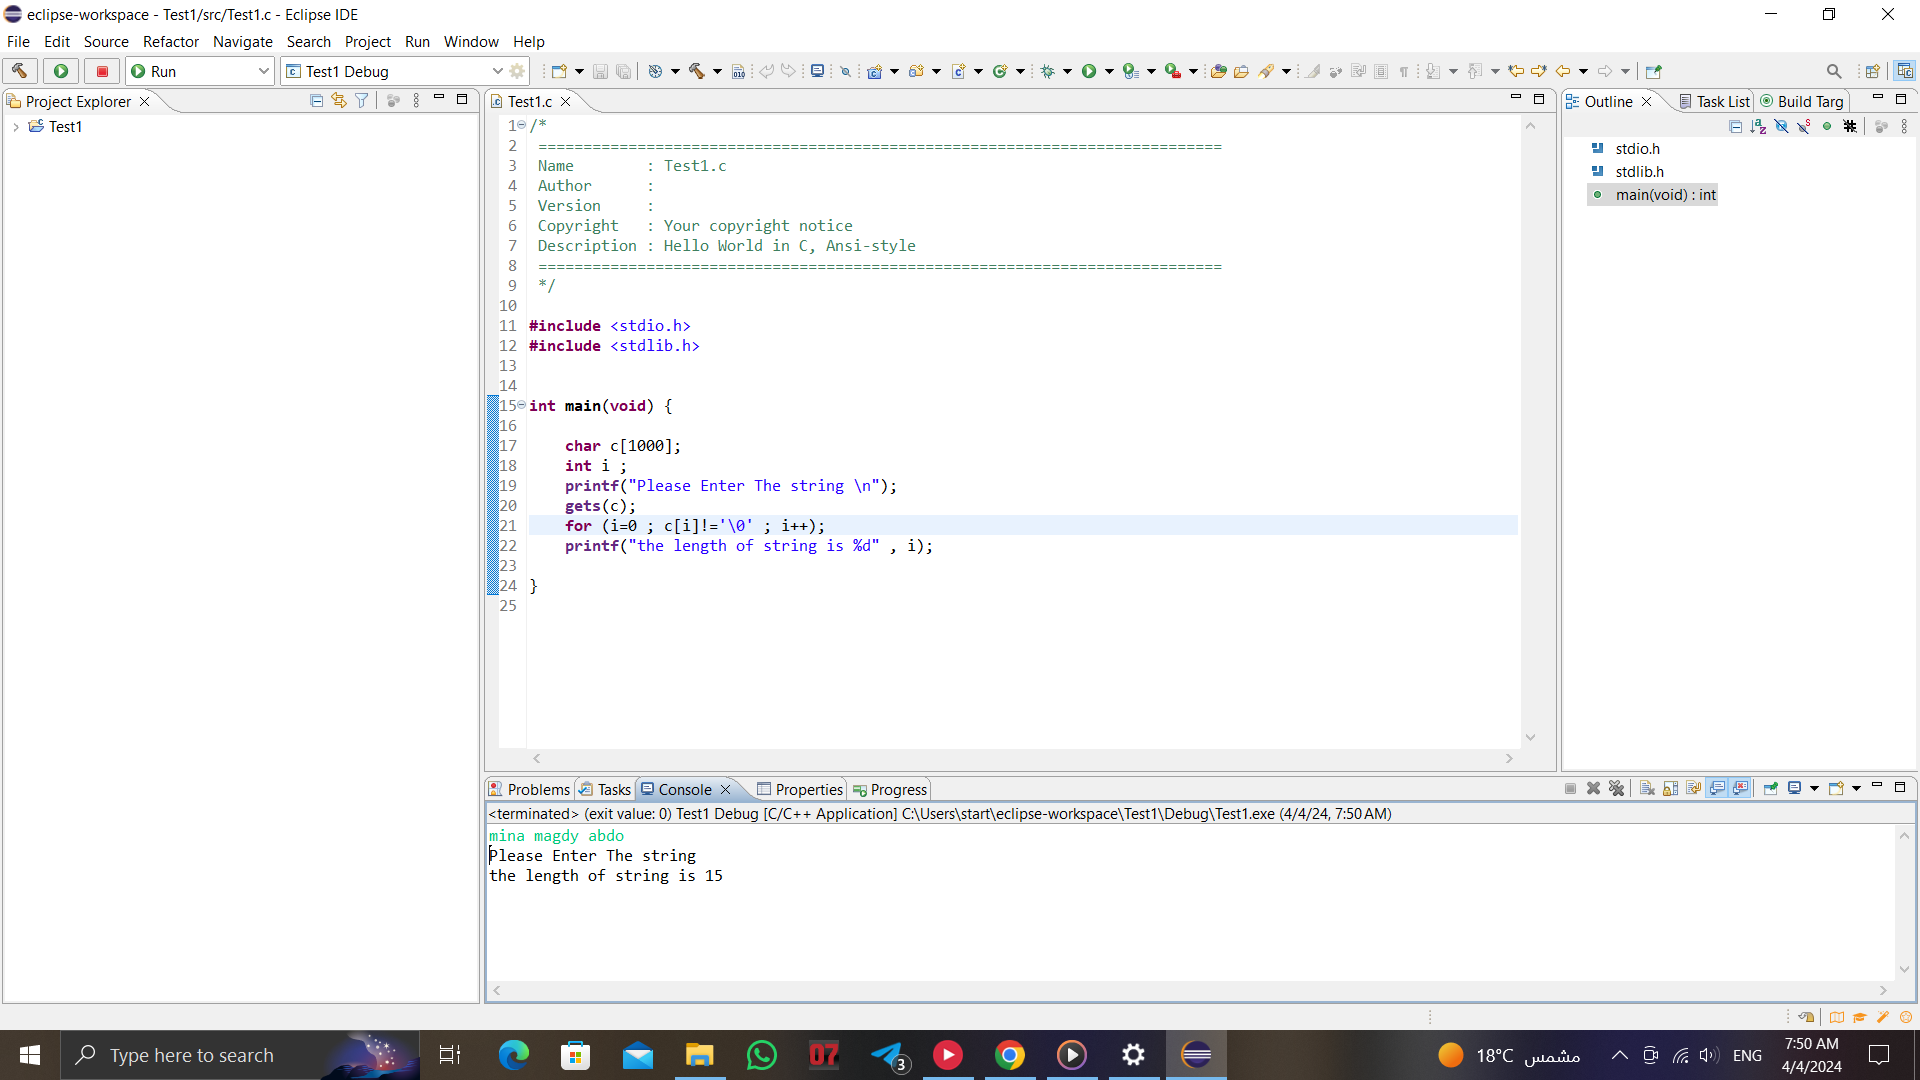 eclipse-workspace - Test1/src/Test1.c - Eclipse IDE
File Edit Source Refactor Navigate Search Project Run Window Help
Run Test1 Debug
Project Explorer
Test1
Test1.c
1 /*
2 ============================================================================
3 Name : Test1.c
4 Author :
5 Version :
6 Copyright : Your copyright notice
7 Description : Hello World in C, Ansi-style
8 ============================================================================
9 */
10
11 #include <stdio.h>
12 #include <stdlib.h>
13
14
15 int main(void) {
16
17 char c[1000];
18 int i ;
19 printf("Please Enter The string \n");
20 gets(c);
21 for (i=0 ; c[i]!='\0' ; i++);
22 printf("the length of string is %d" , i);
23
24 }
25
Outline Task List Build Targ
stdio.h
stdlib.h
main(void) : int
Problems Tasks Console Properties Progress
<terminated> (exit value: 0) Test1 Debug [C/C++ Application] C:\Users\start\eclipse-workspace\Test1\Debug\Test1.exe (4/4/24, 7:50 AM)
mina magdy abdo
Please Enter The string
the length of string is 15
Type here to search
07
3
18°C مشمس
ENG
7:50 AM
4/4/2024